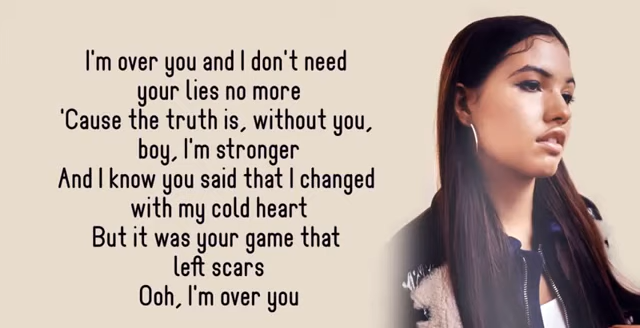 I'm over you and I don't need
your lies no more
'Cause the truth is, without you,
boy, I'm stronger
And I know you said that I changed
with my cold heart
But it was your game that
left scars
Ooh, I'm over you